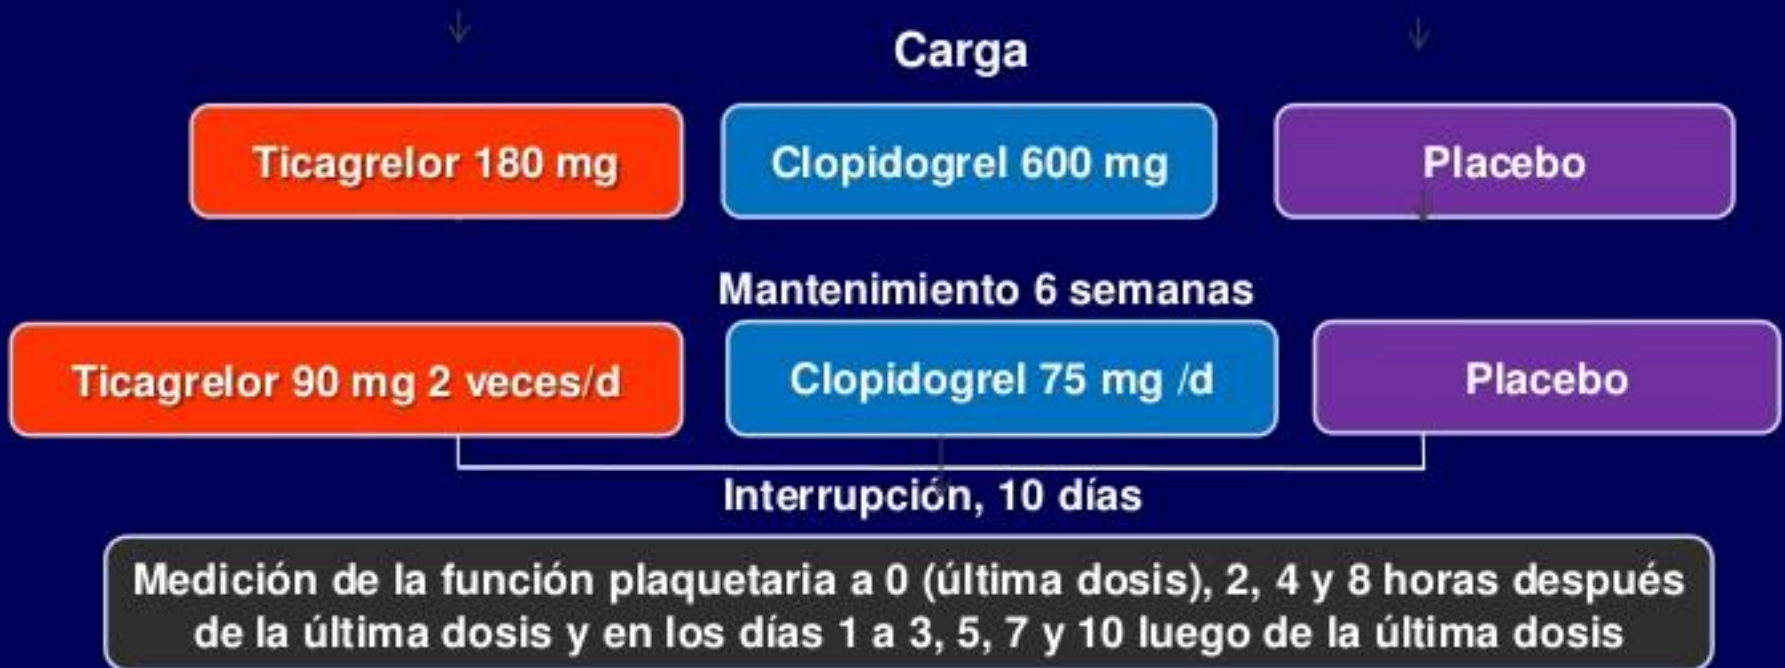 Carga
Ticagrelor 180 mg
Clopidogrel 600 mg
Placebo
Mantenimiento 6 semanas
Ticagrelor 90 mg 2 veces/d
Clopidogrel 75 mg /d
Placebo
Interrupción, 10 días
Medición de la función plaquetaria a 0 (última dosis), 2, 4 y 8 horas después
de la última dosis y en los días 1 a 3, 5, 7 y 10 luego de la última dosis